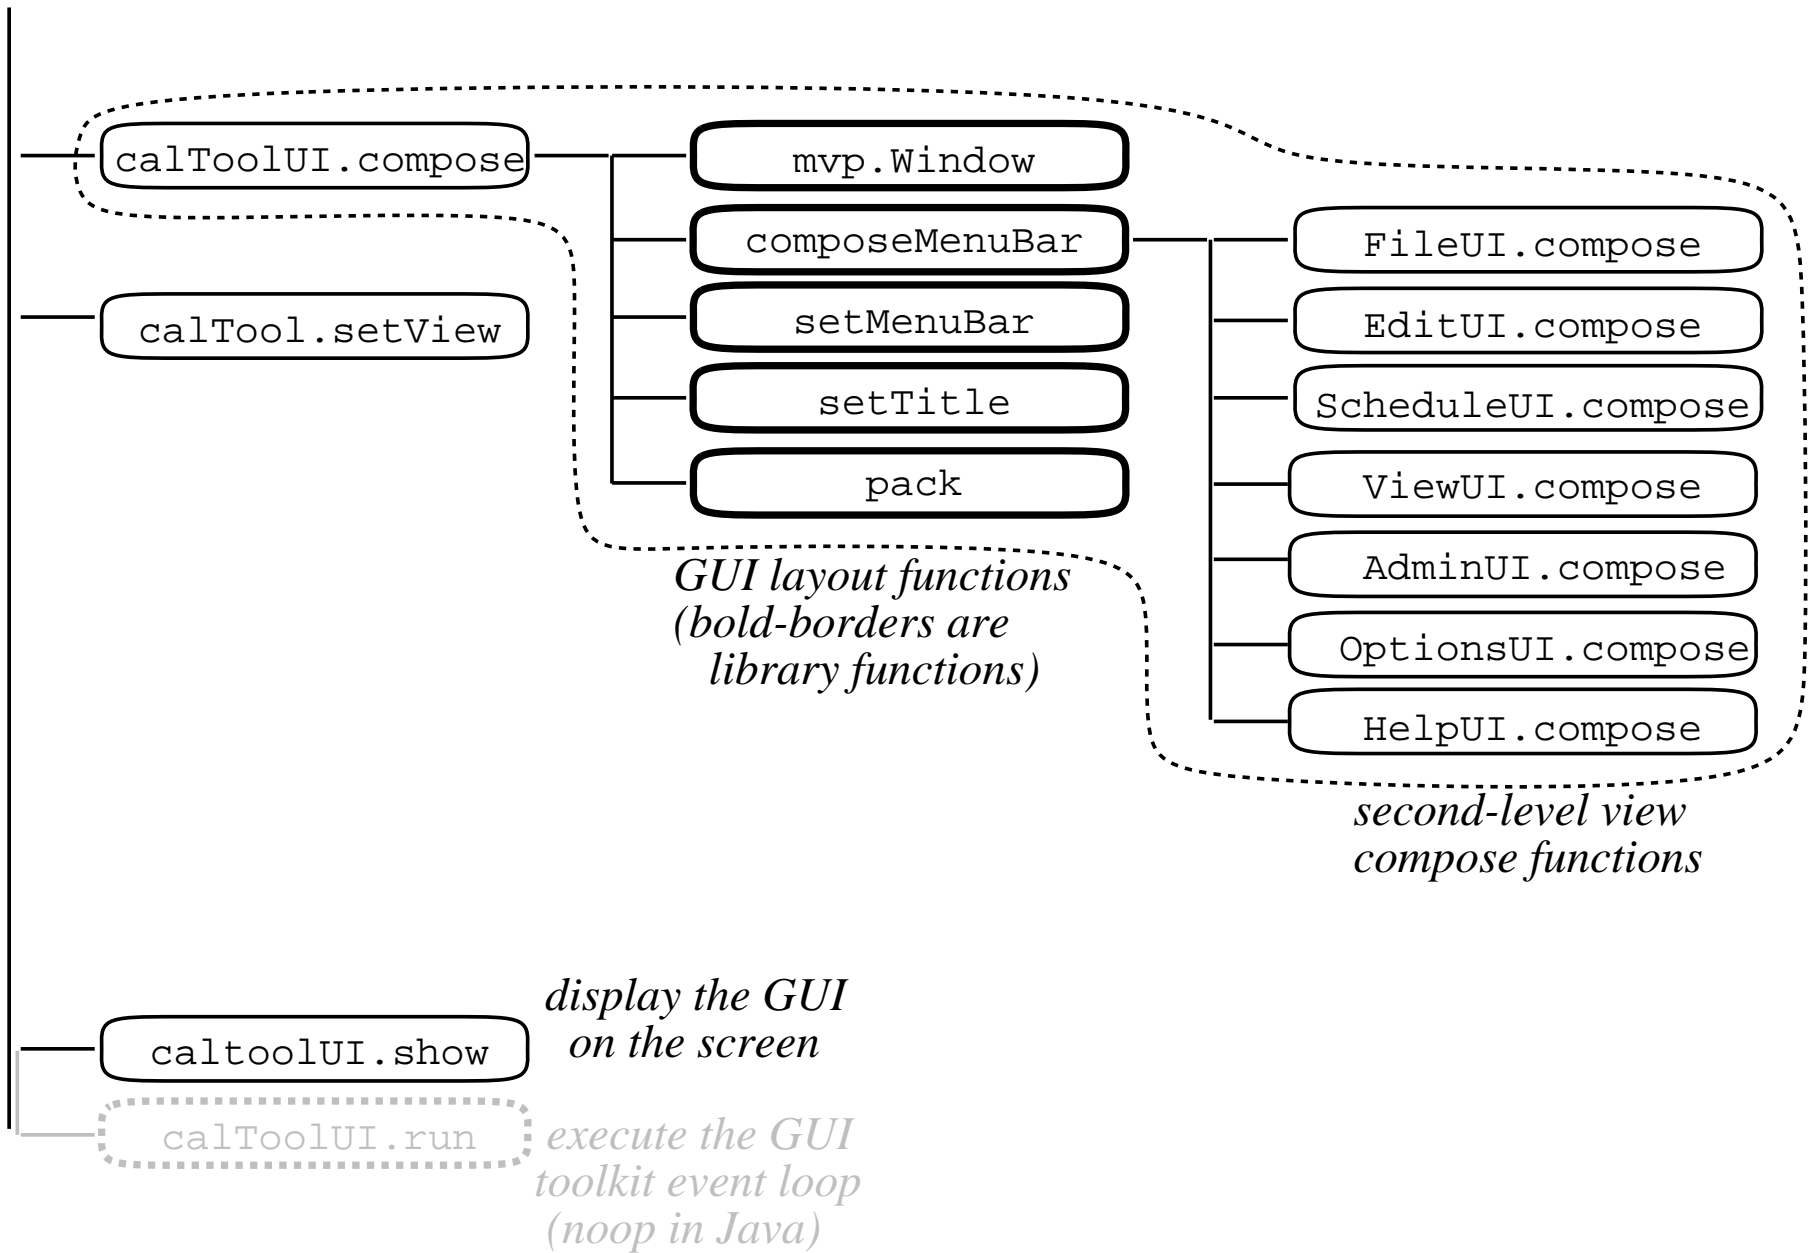 calToolUI.compose
mvp.Window
composeMenuBar
FileUI.compose
calTool.setView
setMenuBar
EditUI.compose
setTitle
ScheduleUI.compose
pack
ViewUI.compose
GUI layout functions
(bold-borders are
library functions)
AdminUI.compose
OptionsUI.compose
HelpUI.compose
second-level view
compose functions
display the GUI
on the screen
caltoolUI.show
calToolUI.run
execute the GUI
toolkit event loop
(noop in Java)